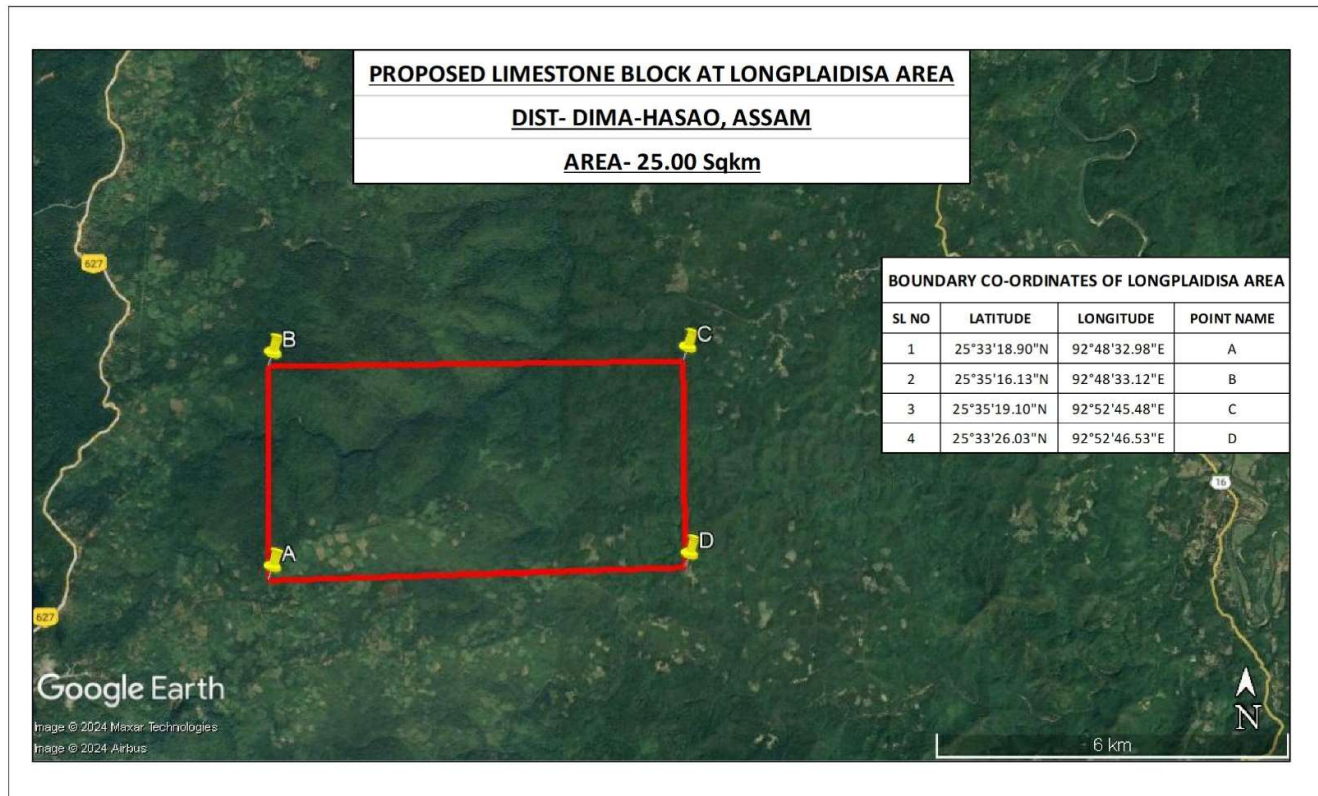 PROPOSED LIMESTONE BLOCK AT LONGPLAIDISA AREA
DIST- DIMA-HASAO, ASSAM
AREA- 25.00 Sqkm
627
BOUNDARY CO-ORDINATES OF LONGPLAIDISA AREA
SL NO LATITUDE LONGITUDE POINT NAME
1 25°33'18.90"N 92°48'32.98"E A
2 25°35'16.13"N 92°48'33.12"E B
3 25°35'19.10"N 92°52'45.48"E C
4 25°33'26.03"N 92°52'46.53"E D
B
C
16
A
D
627
Google Earth
Image © 2024 Maxar Technologies
Image © 2024 Airbus
N
6 km